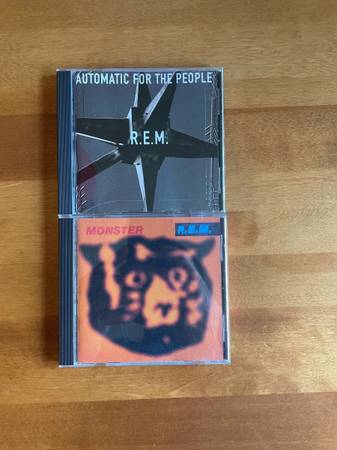 AUTOMATIC FOR THE PEOPLE
R.E.M.
MONSTER R.E.M.